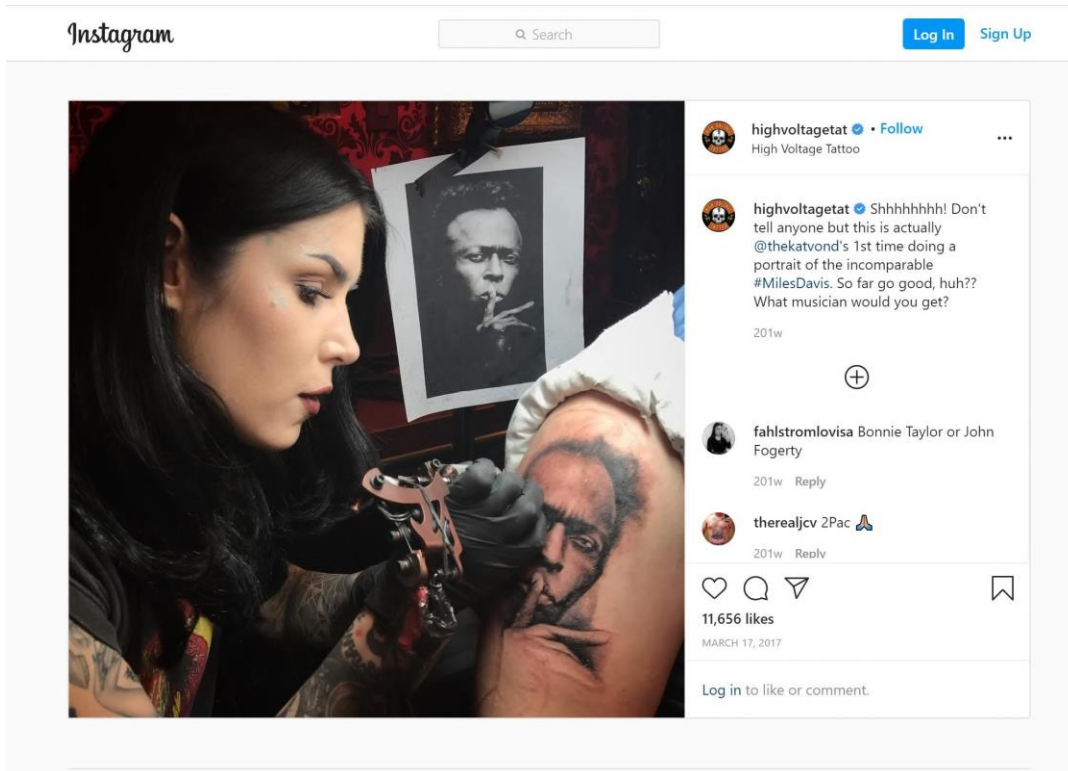 Instagram
Search
Log In
Sign Up
highvoltagetat • Follow
High Voltage Tattoo
highvoltagetat Shhhhhhhh! Don't
tell anyone but this is actually
@thekatvond's 1st time doing a
portrait of the incomparable
#MilesDavis. So far go good, huh??
What musician would you get?
201w
fahlstromlovisa Bonnie Taylor or John
Fogerty
201w Reply
therealjcv 2Pac 🙏🏽
201w Reply
11,656 likes
MARCH 17, 2017
Log in to like or comment.